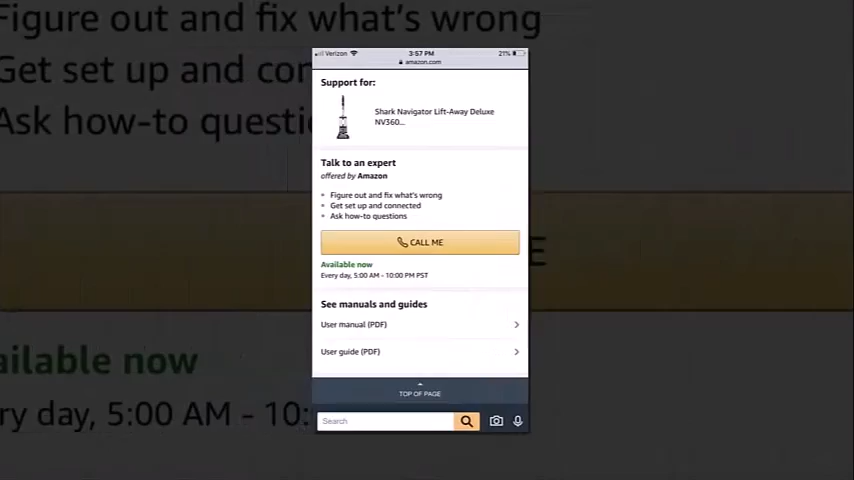 Figure out and fix what's wrong
Get set up and con
Ask how-to questi
E
ailable now
ry day, 5:00 AM - 10:
Verizon 3:57 PM 21%
amazon.com
Support for:
Shark Navigator Lift-Away Deluxe
NV360...
Talk to an expert
offered by Amazon
Figure out and fix what's wrong
Get set up and connected
Ask how-to questions
CALL ME
Available now
Every day, 5:00 AM - 10:00 PM PST
See manuals and guides
User manual (PDF)
User guide (PDF)
TOP OF PAGE
Search